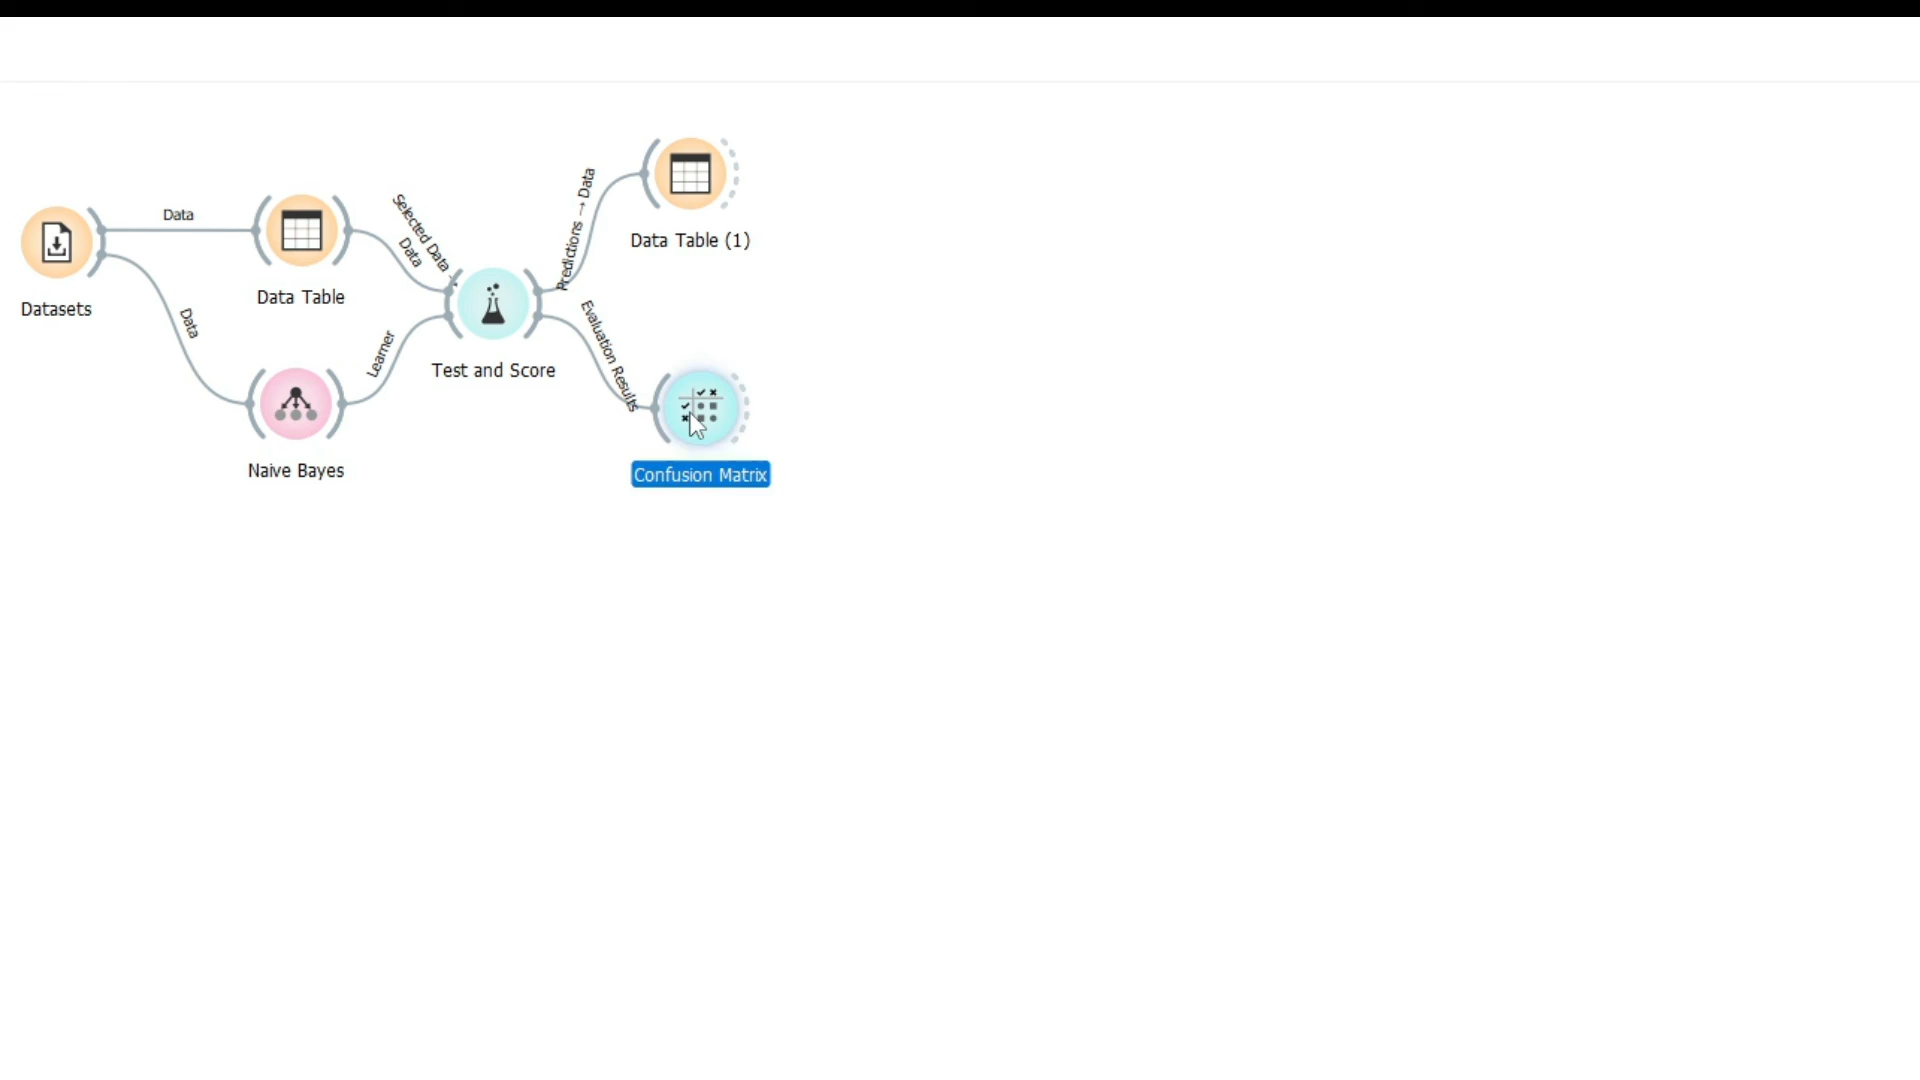 Data
Datasets
Data Table
Data
Naive Bayes
Selected Data →
Data
Learner
Test and Score
Predictions → Data
Data Table (1)
Evaluation Results
Confusion Matrix